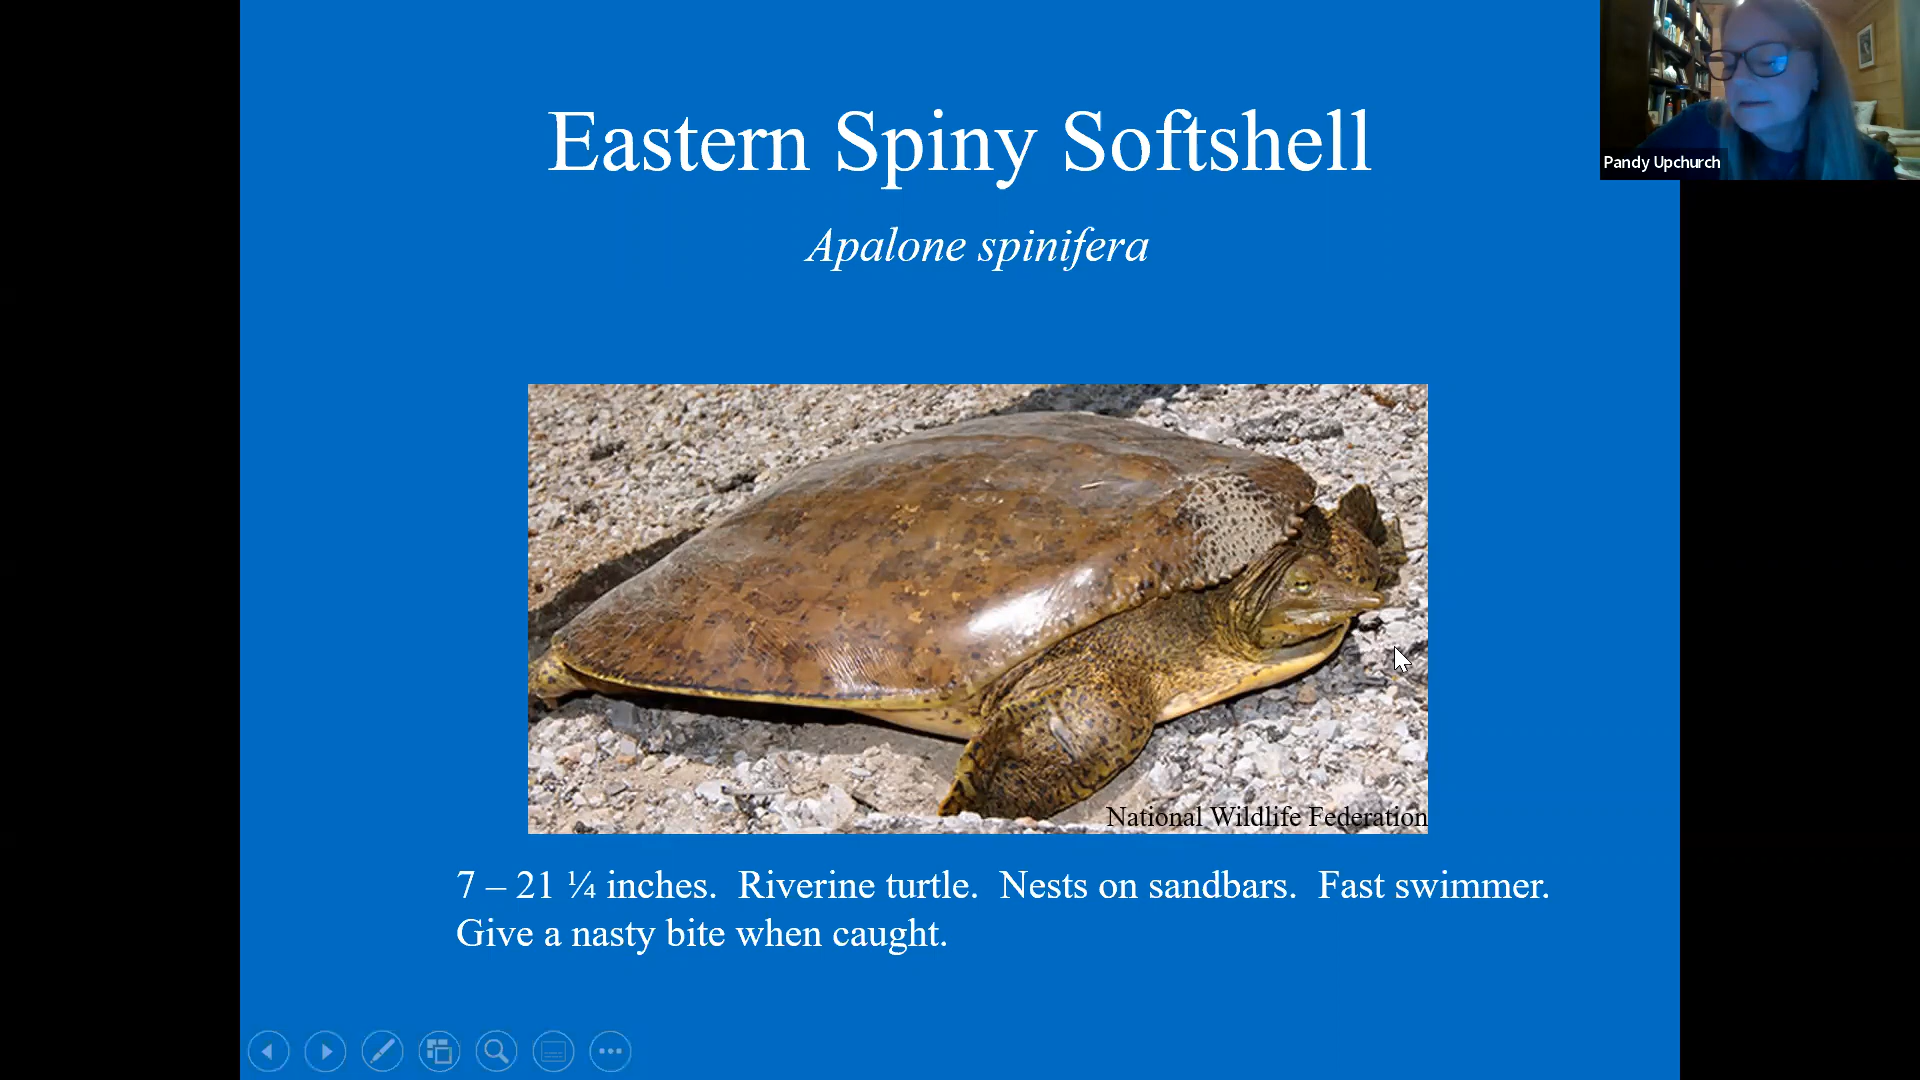 Eastern Spiny Softshell
Apalone spinifera
Pandy Upchurch
National Wildlife Federation
7 – 21 ¼ inches.  Riverine turtle.  Nests on sandbars.  Fast swimmer.
Give a nasty bite when caught.